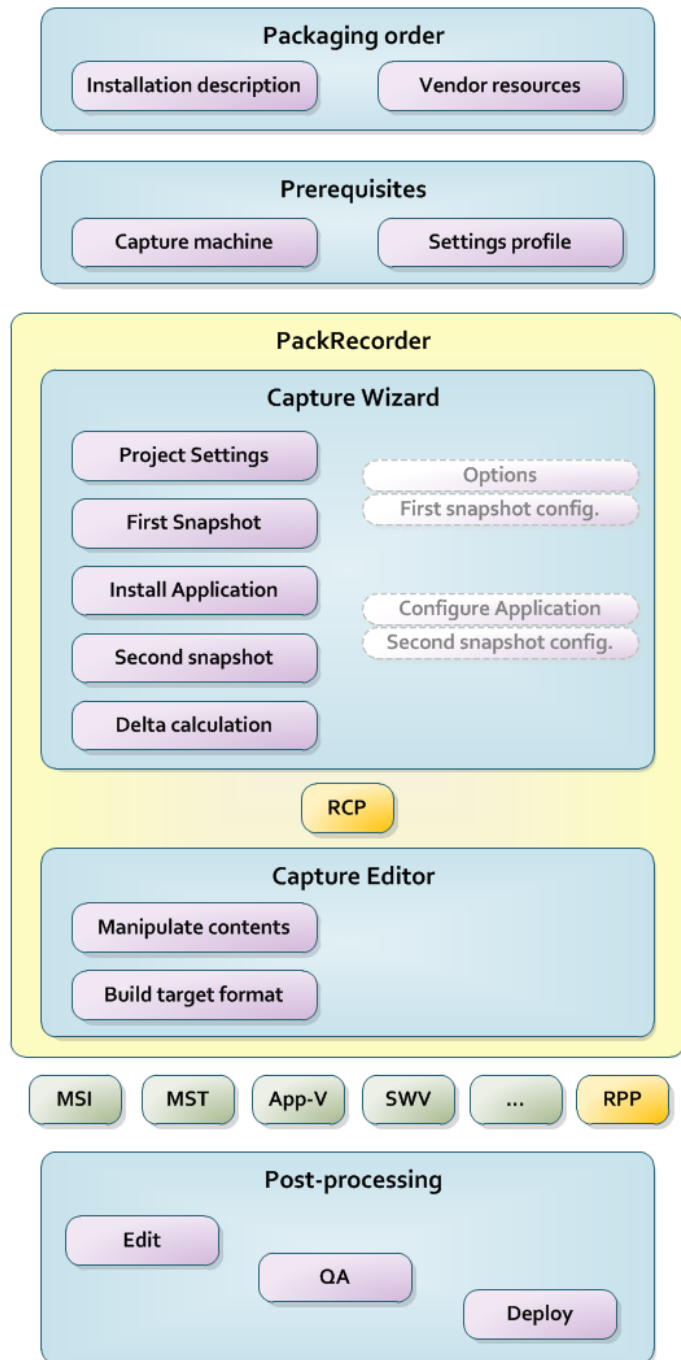 Packaging order
Installation description
Vendor resources
Prerequisites
Capture machine
Settings profile
PackRecorder
Capture Wizard
Project Settings
Options
First Snapshot
First snapshot config.
Install Application
Configure Application
Second snapshot
Second snapshot config.
Delta calculation
RCP
Capture Editor
Manipulate contents
Build target format
MSI
MST
App-V
SWV
...
RPP
Post-processing
Edit
QA
Deploy